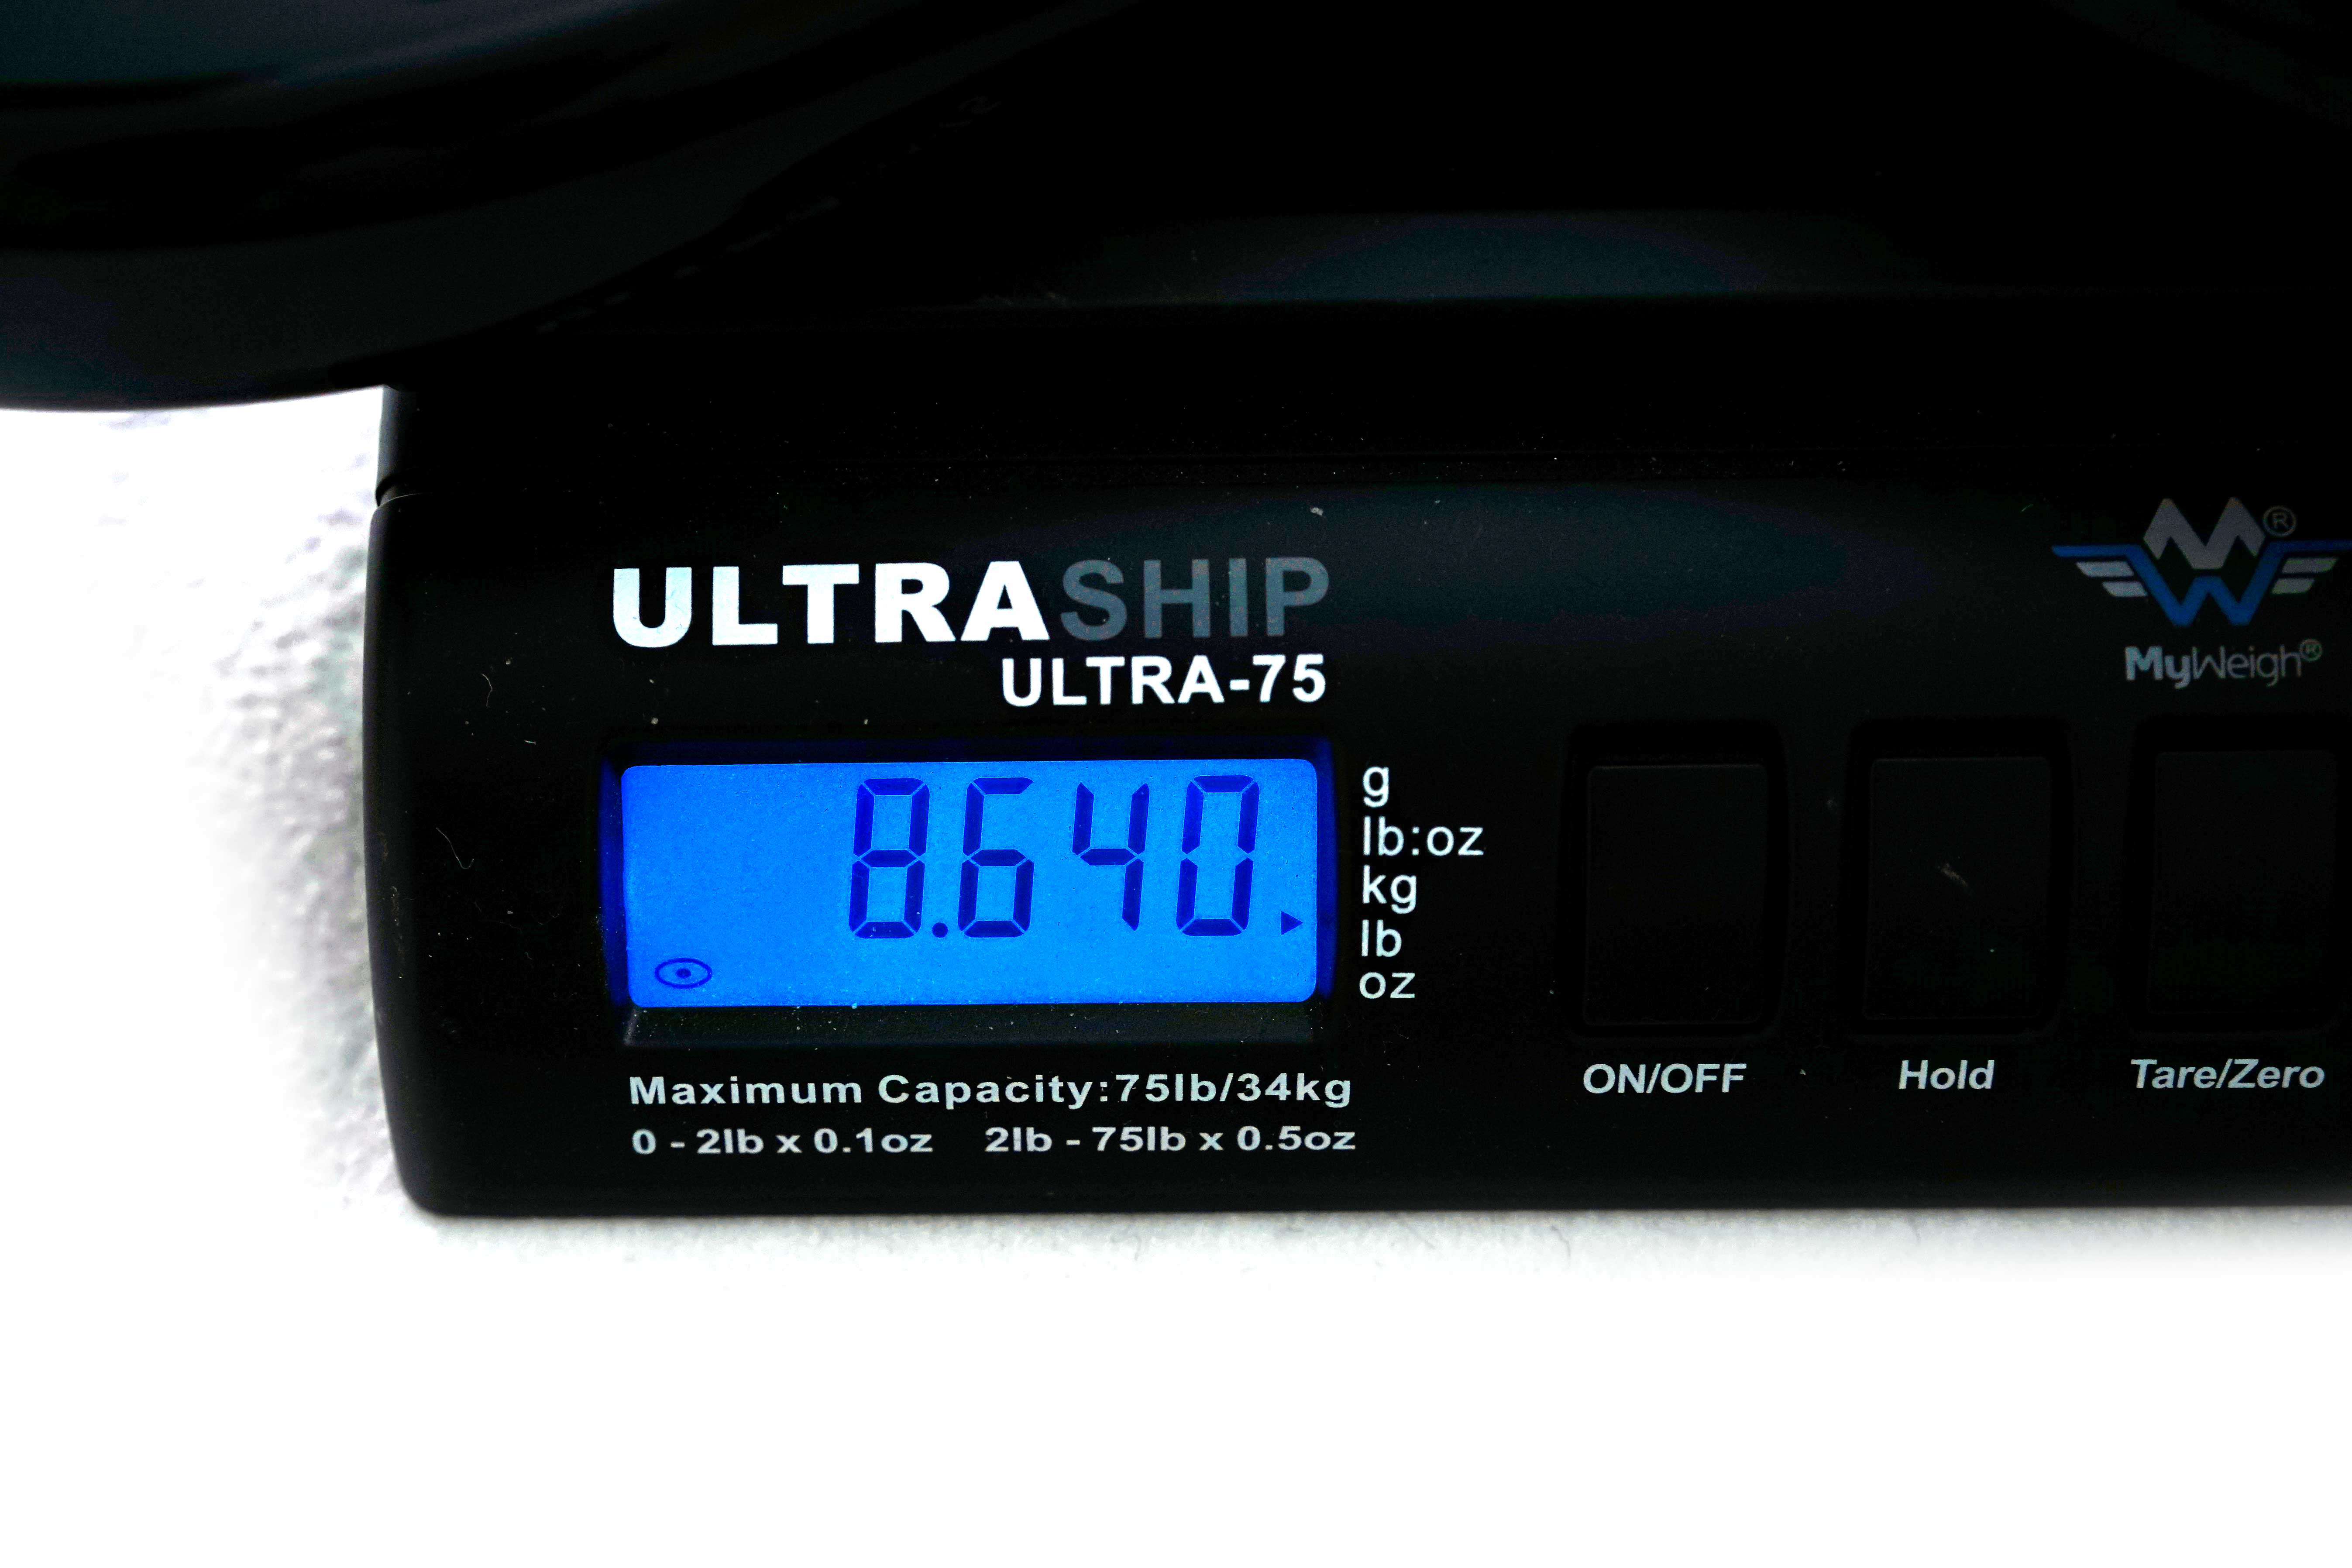 ULTRASHIP
ULTRA-75
8.640
g
lb:oz
kg
lb
oz
Maximum Capacity:75lb/34kg
0 - 2lb x 0.1oz 2lb - 75lb x 0.5oz
MW®
MyWeigh®
ON/OFF
Hold
Tare/Zero